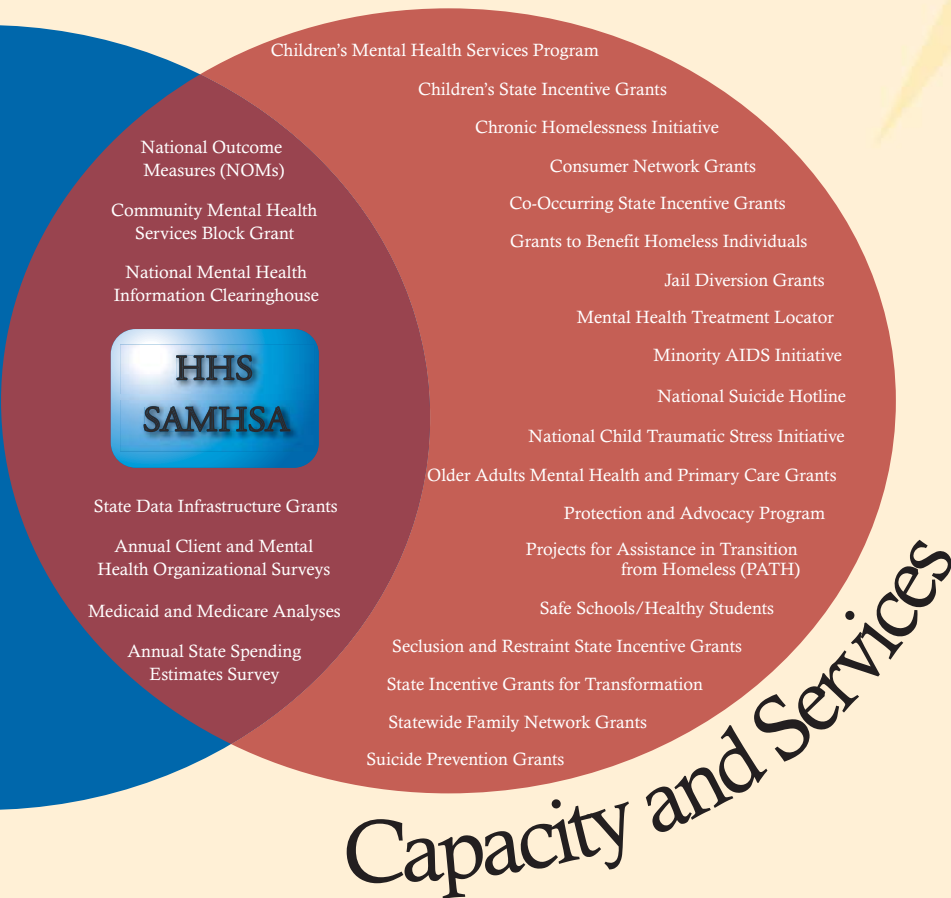 Children's Mental Health Services Program
Children's State Incentive Grants
Chronic Homelessness Initiative
Consumer Network Grants
Co-Occurring State Incentive Grants
Grants to Benefit Homeless Individuals
Jail Diversion Grants
Mental Health Treatment Locator
Minority AIDS Initiative
National Suicide Hotline
National Child Traumatic Stress Initiative
Older Adults Mental Health and Primary Care Grants
Protection and Advocacy Program
Projects for Assistance in Transition
from Homeless (PATH)
Safe Schools/Healthy Students
Seclusion and Restraint State Incentive Grants
State Incentive Grants for Transformation
Statewide Family Network Grants
Suicide Prevention Grants
National Outcome
Measures (NOMs)
Community Mental Health
Services Block Grant
National Mental Health
Information Clearinghouse
HHS
SAMHSA
State Data Infrastructure Grants
Annual Client and Mental
Health Organizational Surveys
Medicaid and Medicare Analyses
Annual State Spending
Estimates Survey
Capacity and Services